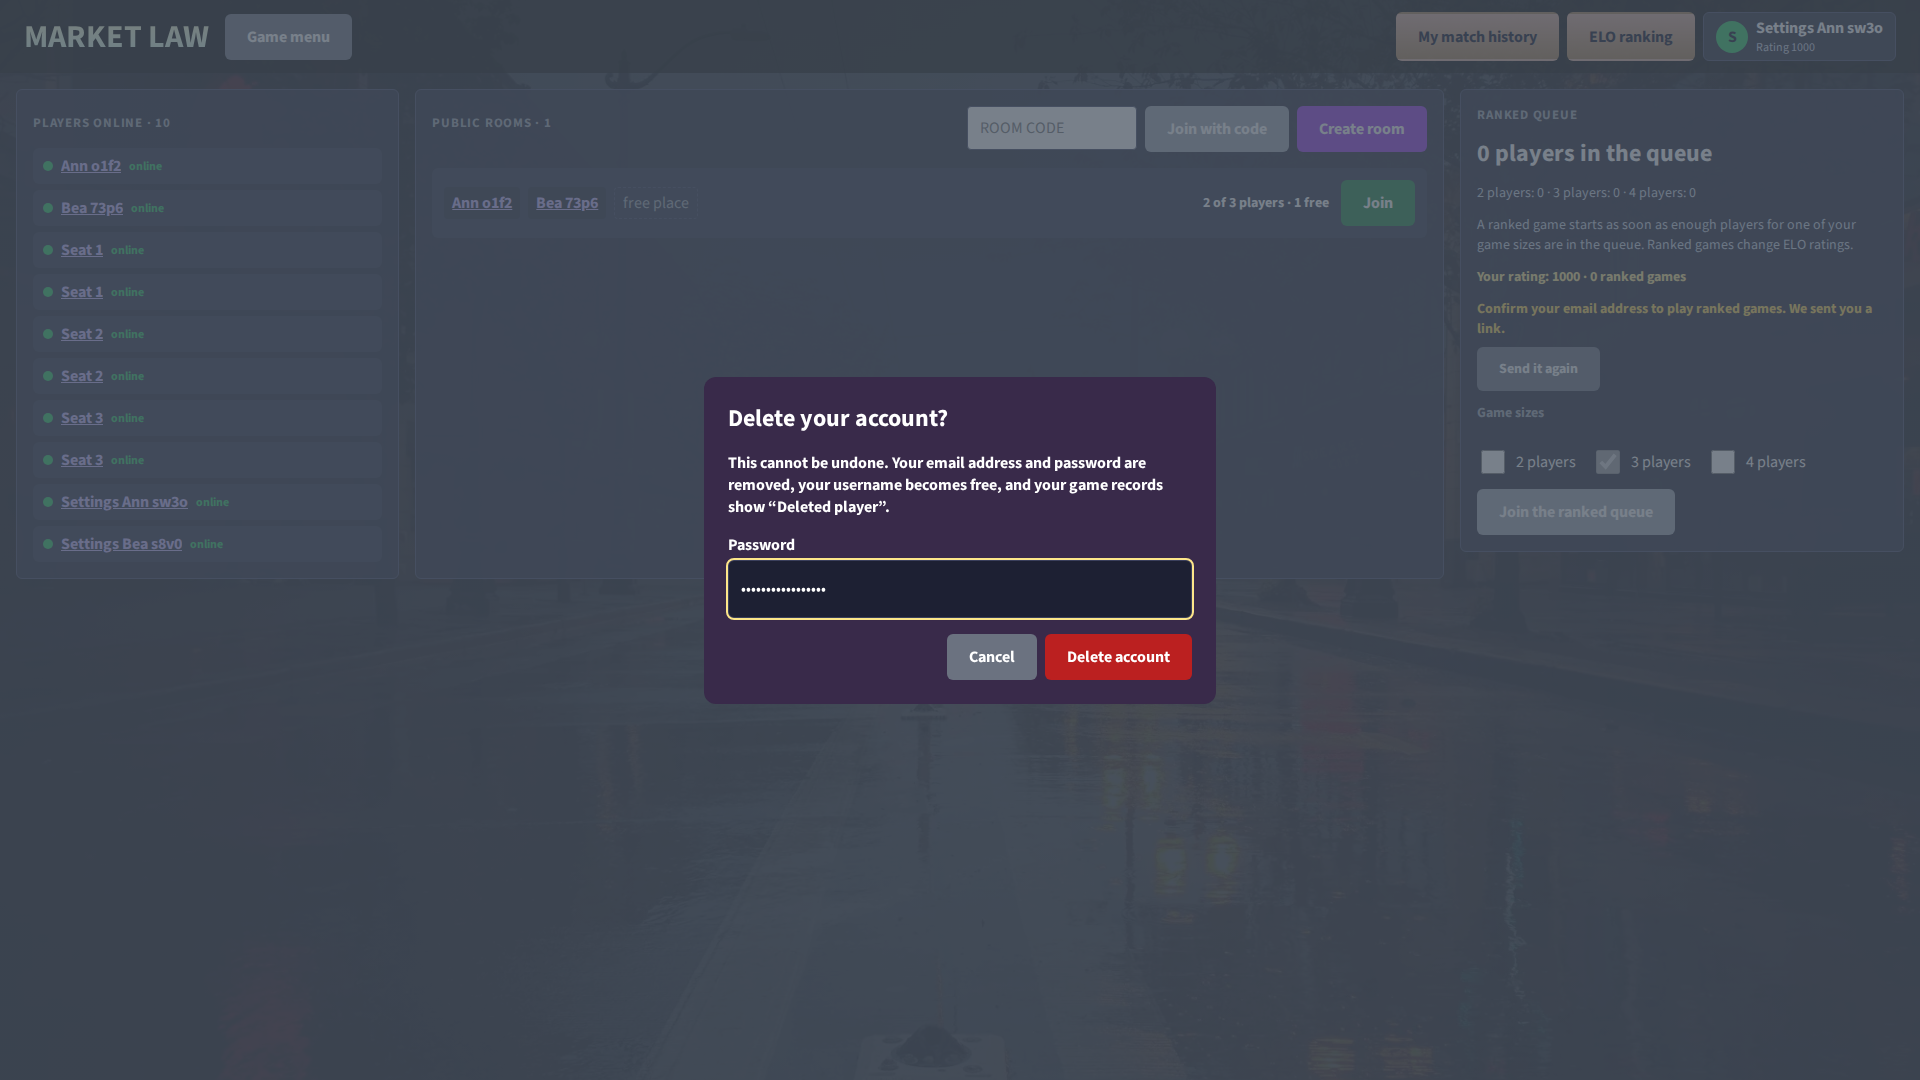 MARKET LAW
Game menu
My match history
ELO ranking
S
Settings Ann sw3o
Rating 1000
PLAYERS ONLINE · 10
Ann o1f2 online
Bea 73p6 online
Seat 1 online
Seat 1 online
Seat 2 online
Seat 2 online
Seat 3 online
Seat 3 online
Settings Ann sw3o online
Settings Bea s8v0 online
PUBLIC ROOMS · 1
ROOM CODE
Join with code
Create room
Ann o1f2 Bea 73p6 free place
2 of 3 players · 1 free
Join
RANKED QUEUE
0 players in the queue
2 players: 0 · 3 players: 0 · 4 players: 0
A ranked game starts as soon as enough players for one of your
game sizes are in the queue. Ranked games change ELO ratings.
Your rating: 1000 · 0 ranked games
Confirm your email address to play ranked games. We sent you a
link.
Send it again
Game sizes
2 players 3 players 4 players
Join the ranked queue
Delete your account?
This cannot be undone. Your email address and password are
removed, your username becomes free, and your game records
show “Deleted player”.
Password
•••••••••••••••••
Cancel
Delete account